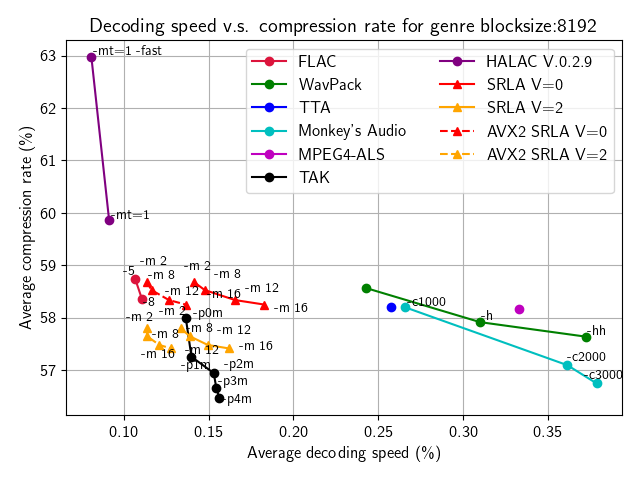 Decoding speed v.s. compression rate for genre blocksize:8192
Average compression rate (%)
63
62
61
60
59
58
57
0.10
0.15
0.20
0.25
0.30
0.35
Average decoding speed (%)
FLAC
WavPack
TTA
Monkey's Audio
MPEG4-ALS
TAK
HALAC V.0.2.9
SRLA V=0
SRLA V=2
AVX2 SRLA V=0
AVX2 SRLA V=2
-mt=1 -fast
-mt=1
-5
-8
-m 2
-m 8
-m 12
-m 16
-m 2
-m 8
-m 12
-m 16
-m 2
-m 8
-m 12
-m 16
-m 2
-m 8
-m 12
-m 16
-p0m
-p1m
-p2m
-p3m
-p4m
-c1000
-c2000
-c3000
-h
-hh